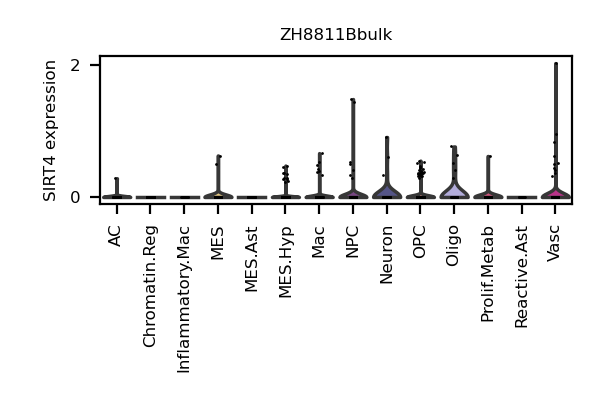 ZH8811Bbulk
SIRT4 expression
2
0
AC
Chromatin.Reg
Inflammatory.Mac
MES
MES.Ast
MES.Hyp
Mac
NPC
Neuron
OPC
Oligo
Prolif.Metab
Reactive.Ast
Vasc